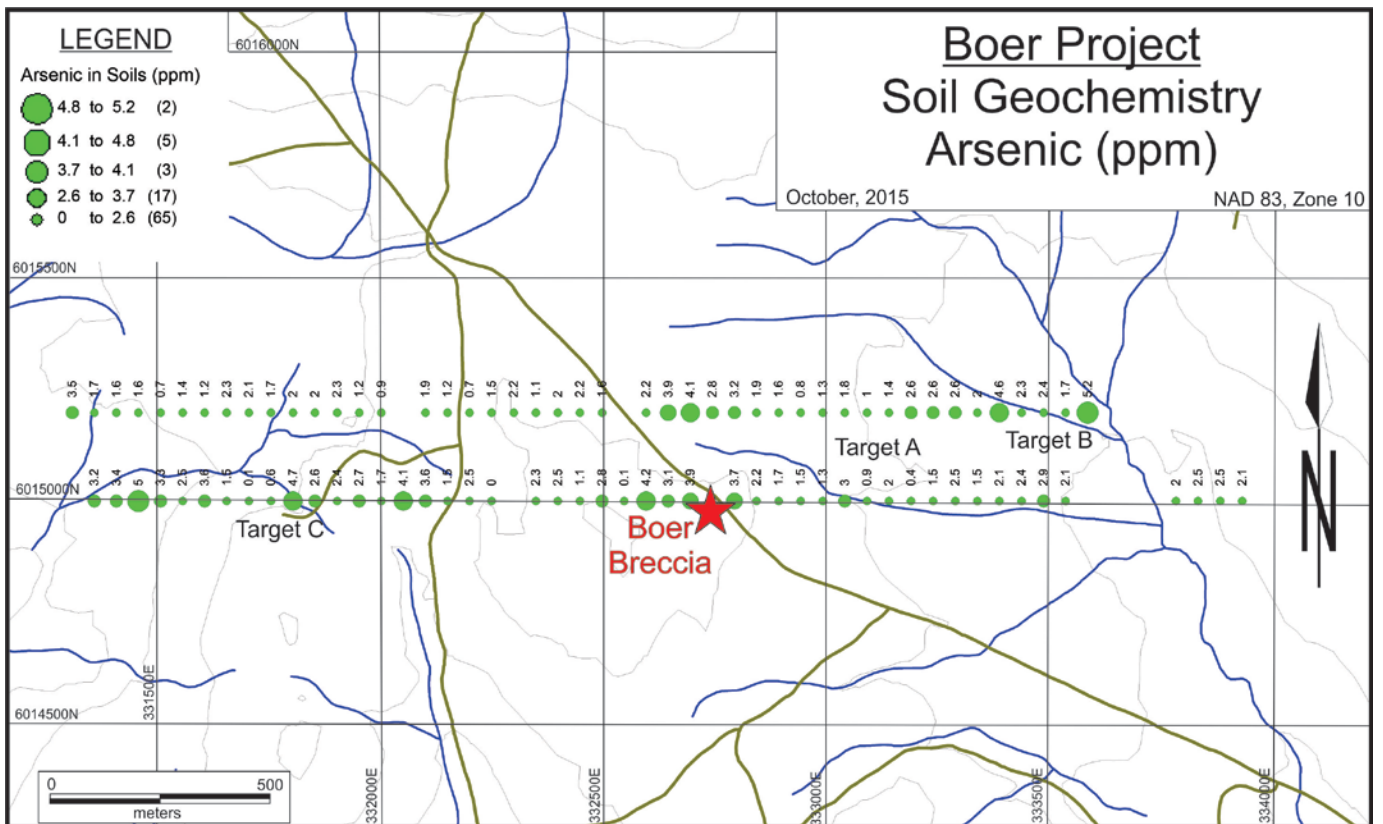 LEGEND
Arsenic in Soils (ppm)
4.8 to 5.2 (2)
4.1 to 4.8 (5)
3.7 to 4.1 (3)
2.6 to 3.7 (17)
0 to 2.6 (65)
6016000N
Boer Project
Soil Geochemistry
Arsenic (ppm)
October, 2015
NAD 83, Zone 10
6015500N
3.5 1.7 1.6 1.6 0.7 1.4 1.2 2.3 2.1 1.7 2 2 2.3 1.2 0.9 1.9 1.2 0.7 1.5 2.2 1.1 2 2.2 1.8 2.2 3.9 4.1 2.8 3.2 1.9 1.6 0.8 1.3 1.8 1 1.4 2.6 2.6 2.6 2 4.6 2.3 2.4 1.7 5.2
Target A
Target B
3.2 3.4 5 3.3 2.5 3.6 1.5 0.1 0.6 4.7 2.6 2.4 2.7 1.7 4.1 3.6 2.5 0 2.3 2.5 1.1 2.8 0.1 4.2 3.1 3.9 3.7 2.2 1.7 1.5 3 0.9 2 0.4 1.5 2.5 1.5 2.1 2.4 2.9 2.1 2 2.5 2.5 2.1
6015000N
Target C
Boer
Breccia
N
6014500N
331500E
332000E
332500E
333000E
333500E
334000E
0 500
meters